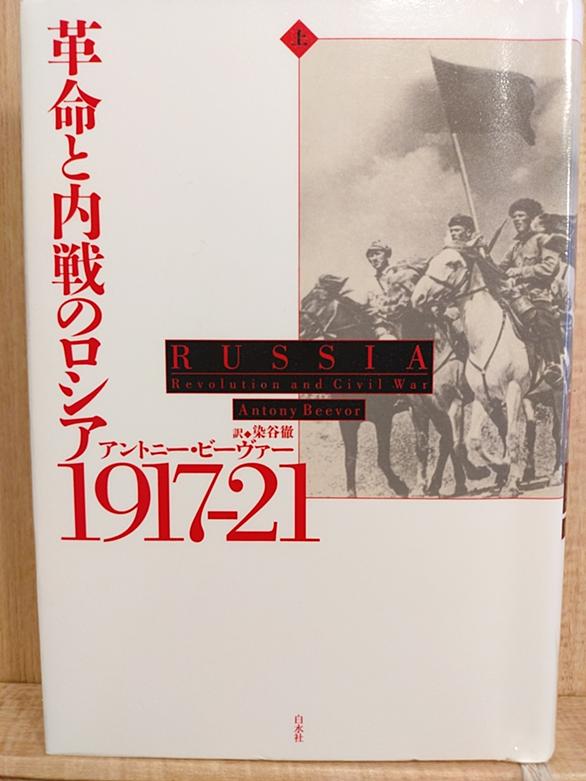 上
革命と内戦のロシア
1917-21
RUSSIA
Revolution and Civil War
Antony Beevor
アントニー・ビーヴァー
訳◆染谷徹
白水社